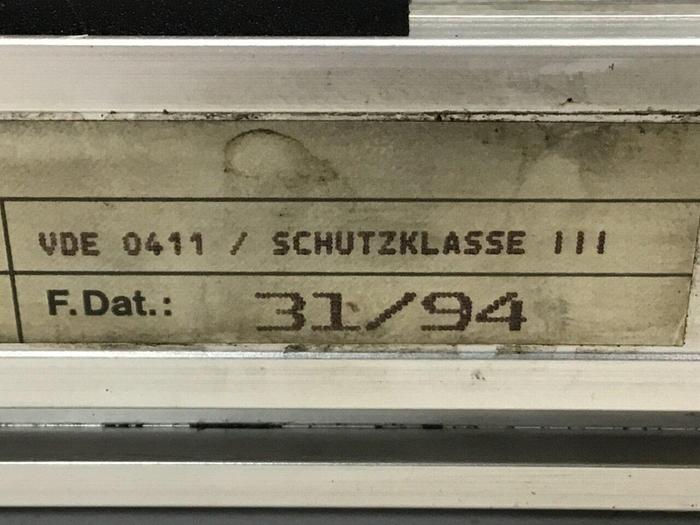 VDE 0411 / SCHUTZKLASSE III
F.Dat.: 31/94